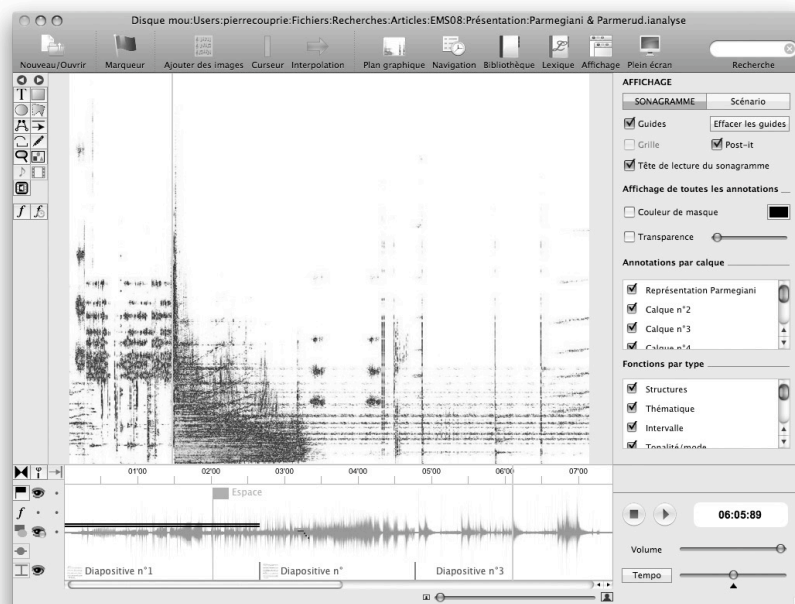 Disque mou:Users:pierrecouprie:Fichiers:Recherches:Articles:EMS08:Présentation:Parmegiani & Parmerud.ianalyse
Nouveau/Ouvrir Marqueur Ajouter des images Curseur Interpolation Plan graphique Navigation Bibliothèque Lexique Affichage Plein écran Recherche
AFFICHAGE
SONAGRAMME Scénario
Guides Effacer les guides
Grille Post-it
Tête de lecture du sonagramme
Affichage de toutes les annotations
Couleur de masque
Transparence
Annotations par calque
Représentation Parmegiani
Calque n°2
Calque n°3
Calque n°4
Fonctions par type
Structures
Thématique
Intervalle
Tonalité/mode
T
f f
01'00 02'00 03'00 04'00 05'00 06'00 07'00
Espace
f
Diapositive n°1 Diapositive n° Diapositive n°3
06:05:89
Volume
Tempo